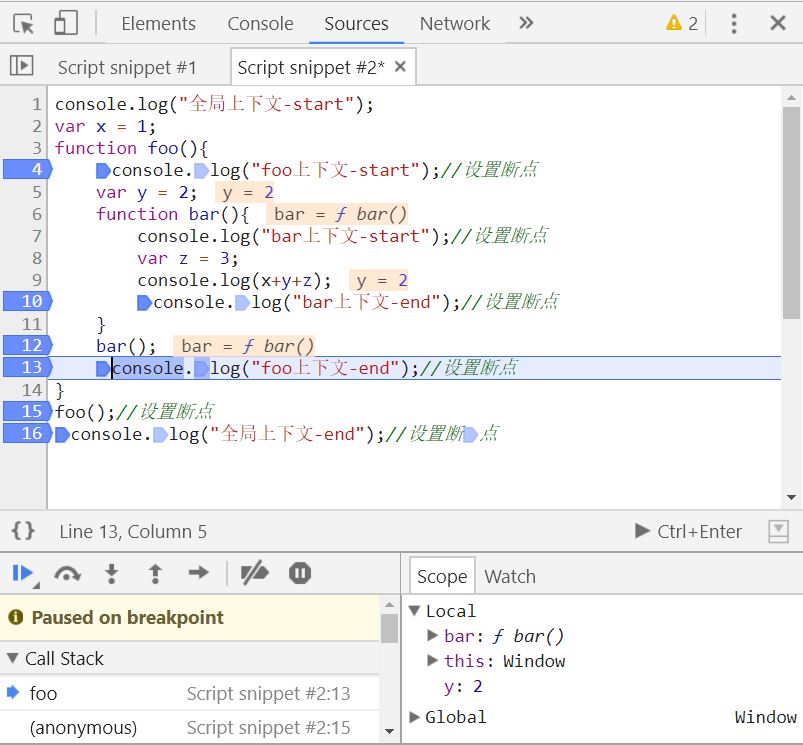 Elements Console Sources Network » 2
Script snippet #1 Script snippet #2* ×
1 console.log("全局上下文-start");
2 var x = 1;
3 function foo(){
4 console.log("foo上下文-start");//设置断点
5 var y = 2; y = 2
6 function bar(){ bar = ƒ bar()
7 console.log("bar上下文-start");//设置断点
8 var z = 3;
9 console.log(x+y+z); y = 2
10 console.log("bar上下文-end");//设置断点
11 }
12 bar(); bar = ƒ bar()
13 console.log("foo上下文-end");//设置断点
14 }
15 foo();//设置断点
16 console.log("全局上下文-end");//设置断点
{} Line 13, Column 5 Ctrl+Enter
Paused on breakpoint
Call Stack
foo Script snippet #2:13
(anonymous) Script snippet #2:15
Scope Watch
Local
bar: ƒ bar()
this: Window
y: 2
Global Window